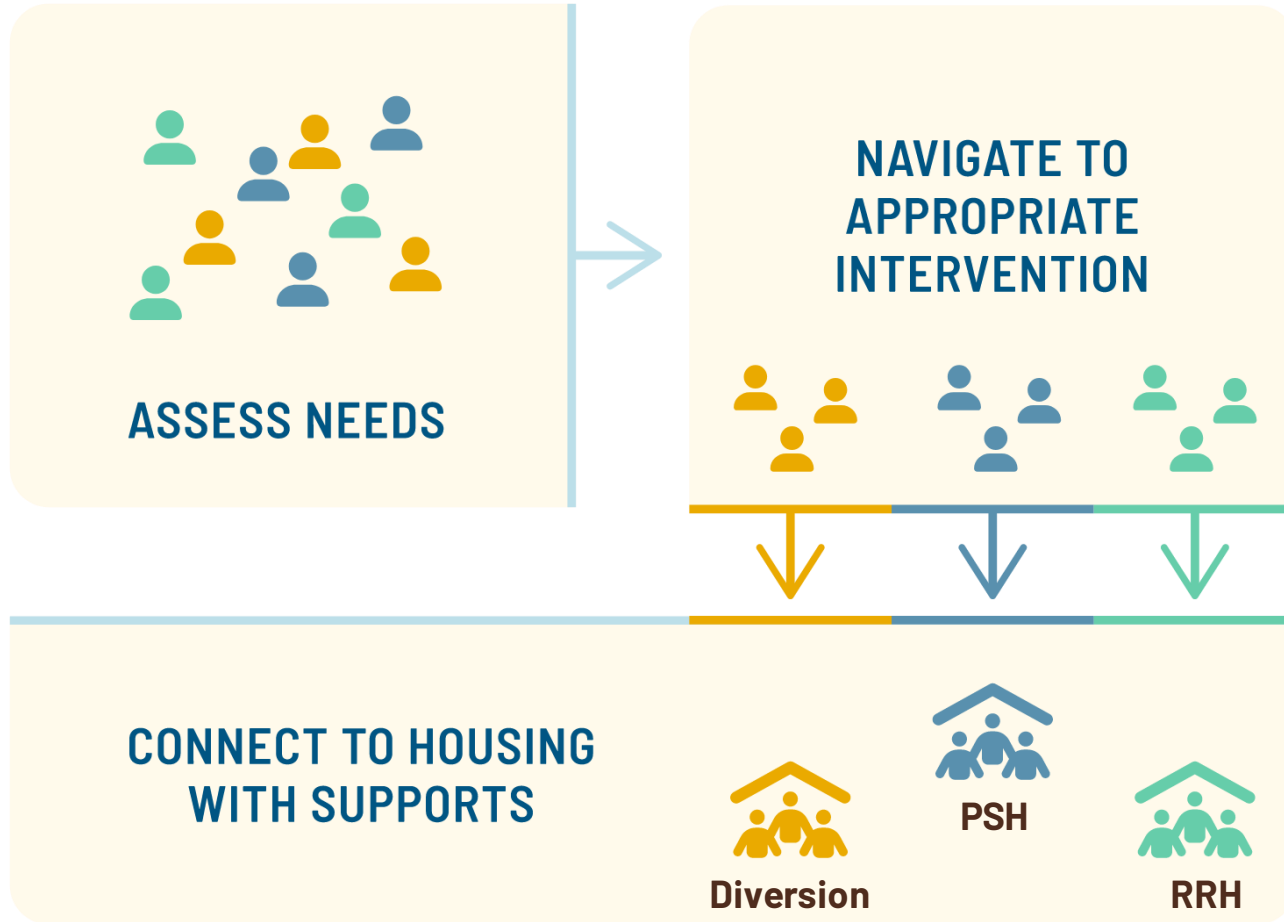 ASSESS NEEDS
NAVIGATE TO
APPROPRIATE
INTERVENTION
CONNECT TO HOUSING
WITH SUPPORTS
Diversion
PSH
RRH